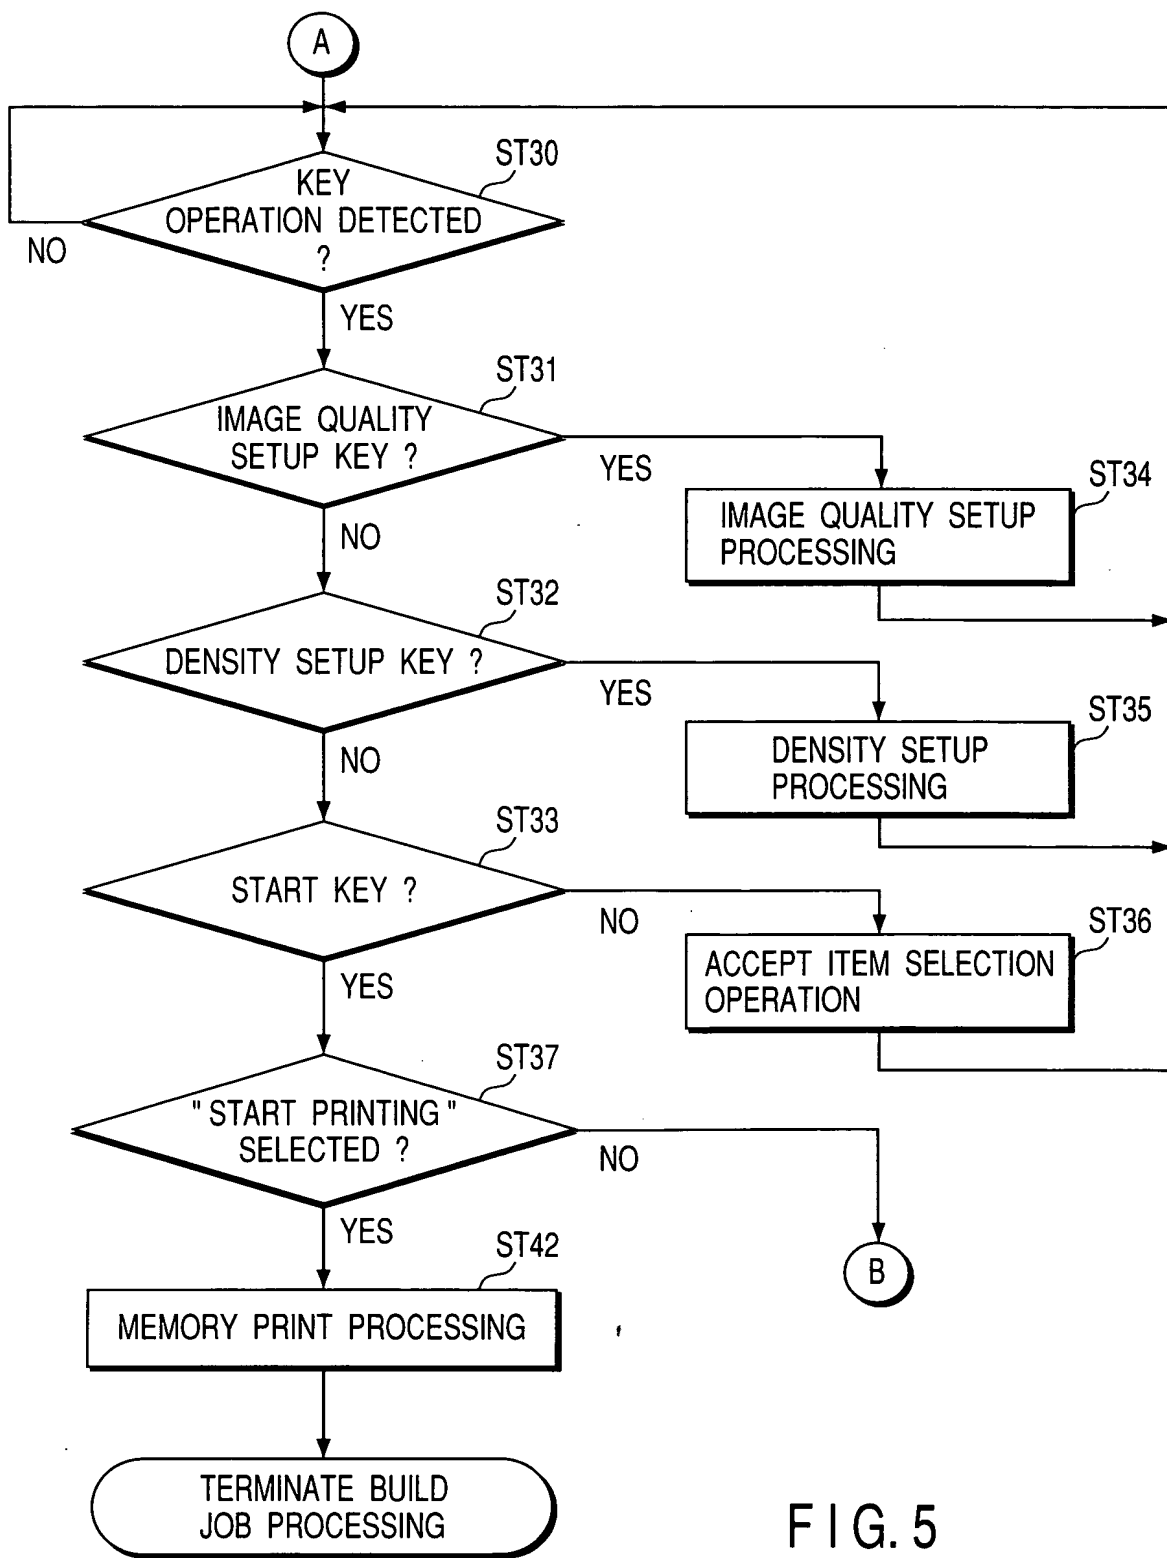 A
ST30
KEY
OPERATION DETECTED
?
NO
YES
ST31
IMAGE QUALITY
SETUP KEY ?
YES
ST34
IMAGE QUALITY SETUP
PROCESSING
NO
ST32
DENSITY SETUP KEY ?
YES
ST35
DENSITY SETUP
PROCESSING
NO
ST33
START KEY ?
NO
ST36
ACCEPT ITEM SELECTION
OPERATION
YES
ST37
"START PRINTING"
SELECTED ?
NO
B
YES
ST42
MEMORY PRINT PROCESSING
TERMINATE BUILD
JOB PROCESSING
FIG. 5